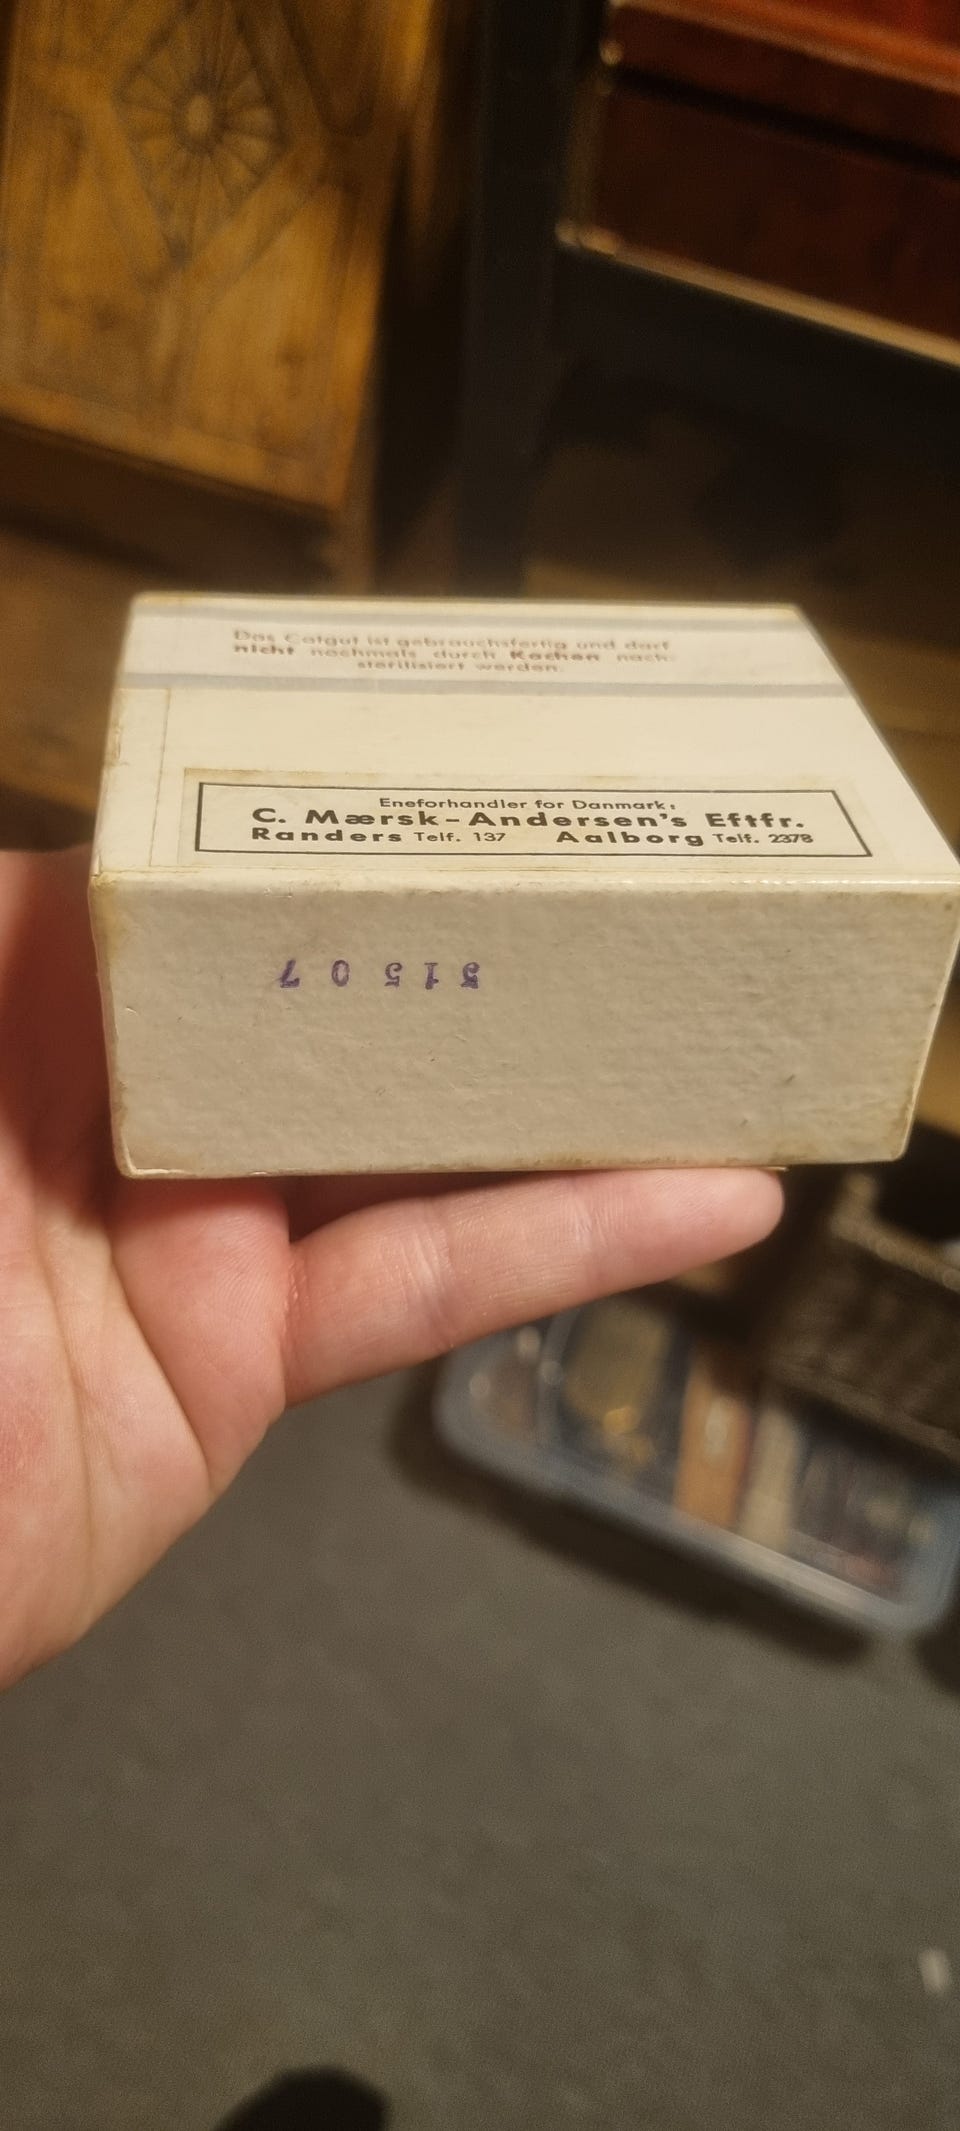 Das Catgut ist gebrauchsfertig und darf
nicht nochmals durch Kochen nach-
sterilisiert werden.
Eneforhandler for Danmark:
C. Mærsk-Andersen's Eftfr.
Randers Telf. 137 Aalborg Telf. 2378
51507